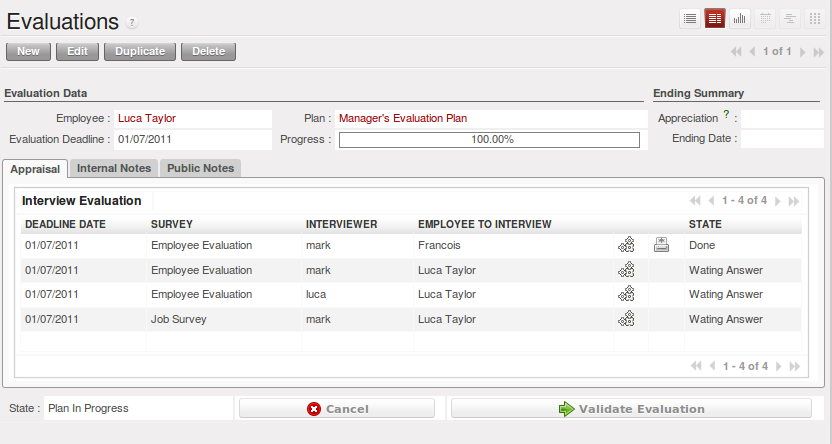 Evaluations ?
New Edit Duplicate Delete 1 of 1
Evaluation Data Ending Summary
Employee : Luca Taylor Plan : Manager's Evaluation Plan Appreciation ? :
Evaluation Deadline : 01/07/2011 Progress : 100.00% Ending Date :
Appraisal Internal Notes Public Notes
Interview Evaluation 1 - 4 of 4
DEADLINE DATE SURVEY INTERVIEWER EMPLOYEE TO INTERVIEW STATE
01/07/2011 Employee Evaluation mark Francois Done
01/07/2011 Employee Evaluation mark Luca Taylor Wating Answer
01/07/2011 Employee Evaluation luca Luca Taylor Wating Answer
01/07/2011 Job Survey mark Luca Taylor Wating Answer
1 - 4 of 4
State : Plan In Progress Cancel Validate Evaluation